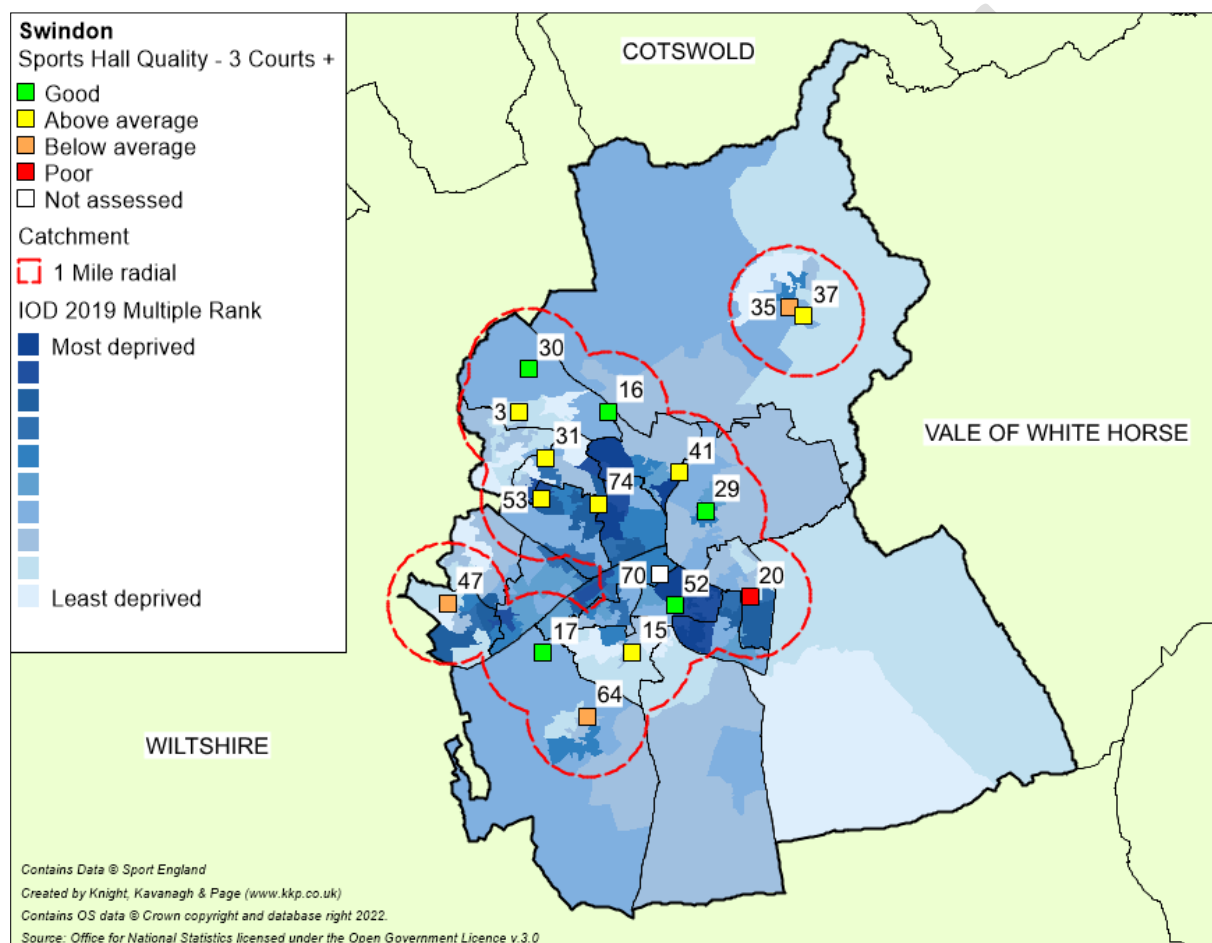 Swindon
Sports Hall Quality - 3 Courts +
Good
Above average
Below average
Poor
Not assessed
Catchment
1 Mile radial
IOD 2019 Multiple Rank
Most deprived
Least deprived
COTSWOLD
35
37
30
16
3
31
41
VALE OF WHITE HORSE
53
74
29
47
70
52
20
17
15
64
WILTSHIRE
Contains Data © Sport England
Created by Knight, Kavanagh & Page (www.kkp.co.uk)
Contains OS data © Crown copyright and database right 2022.
Source: Office for National Statistics licensed under the Open Government Licence v.3.0